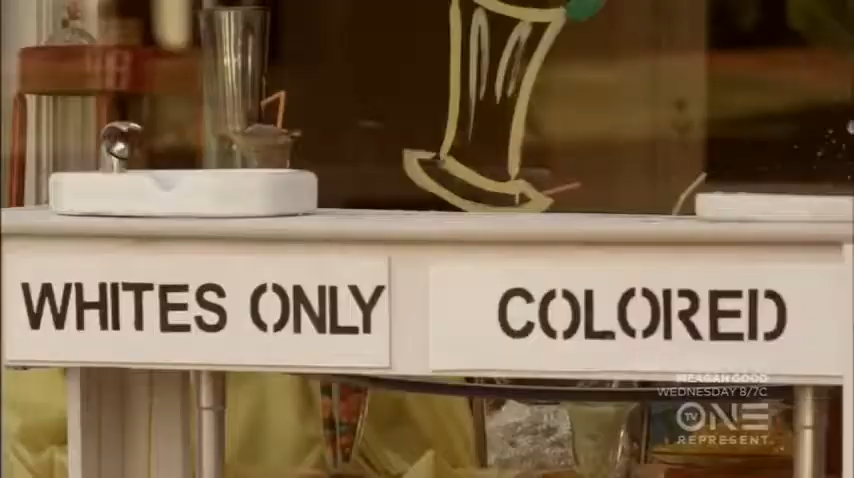 WHITES ONLY
COLORED
MEAGAN GOOD
WEDNESDAY 8/7C
TV ONE
REPRESENT.